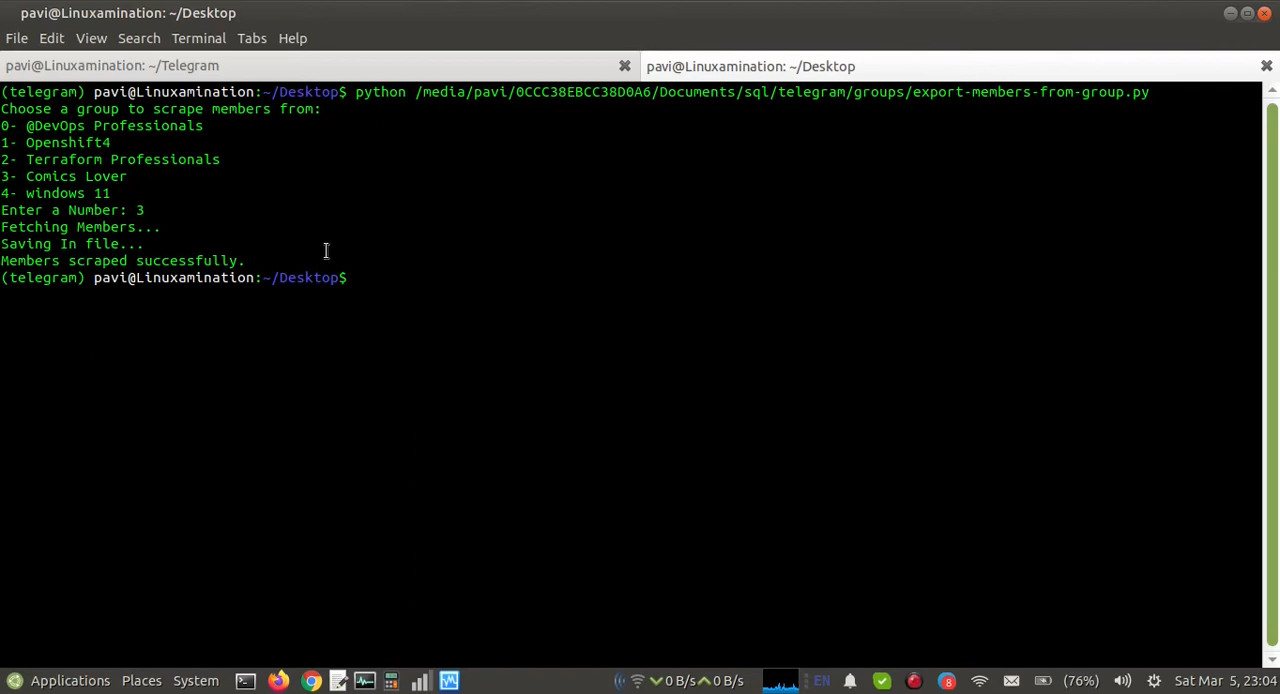 pavi@Linuxamination: ~/Desktop
File Edit View Search Terminal Tabs Help
pavi@Linuxamination: ~/Telegram
pavi@Linuxamination: ~/Desktop
(telegram) pavi@Linuxamination:~/Desktop$ python /media/pavi/0CCC38EBCC38D0A6/Documents/sql/telegram/groups/export-members-from-group.py
Choose a group to scrape members from:
0- @DevOps Professionals
1- Openshift4
2- Terraform Professionals
3- Comics Lover
4- windows 11
Enter a Number: 3
Fetching Members...
Saving In file...
Members scraped successfully.
(telegram) pavi@Linuxamination:~/Desktop$
Applications Places System 0 B/s 0 B/s EN 8 (76%) Sat Mar 5, 23:04